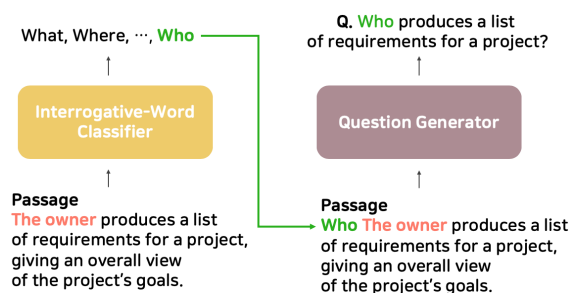 What, Where, ···, Who
Interrogative-Word
Classifier
Passage
The owner produces a list
of requirements for a project,
giving an overall view
of the project's goals.
Q. Who produces a list
of requirements for a project?
Question Generator
Passage
Who The owner produces a list
of requirements for a project,
giving an overall view
of the project's goals.